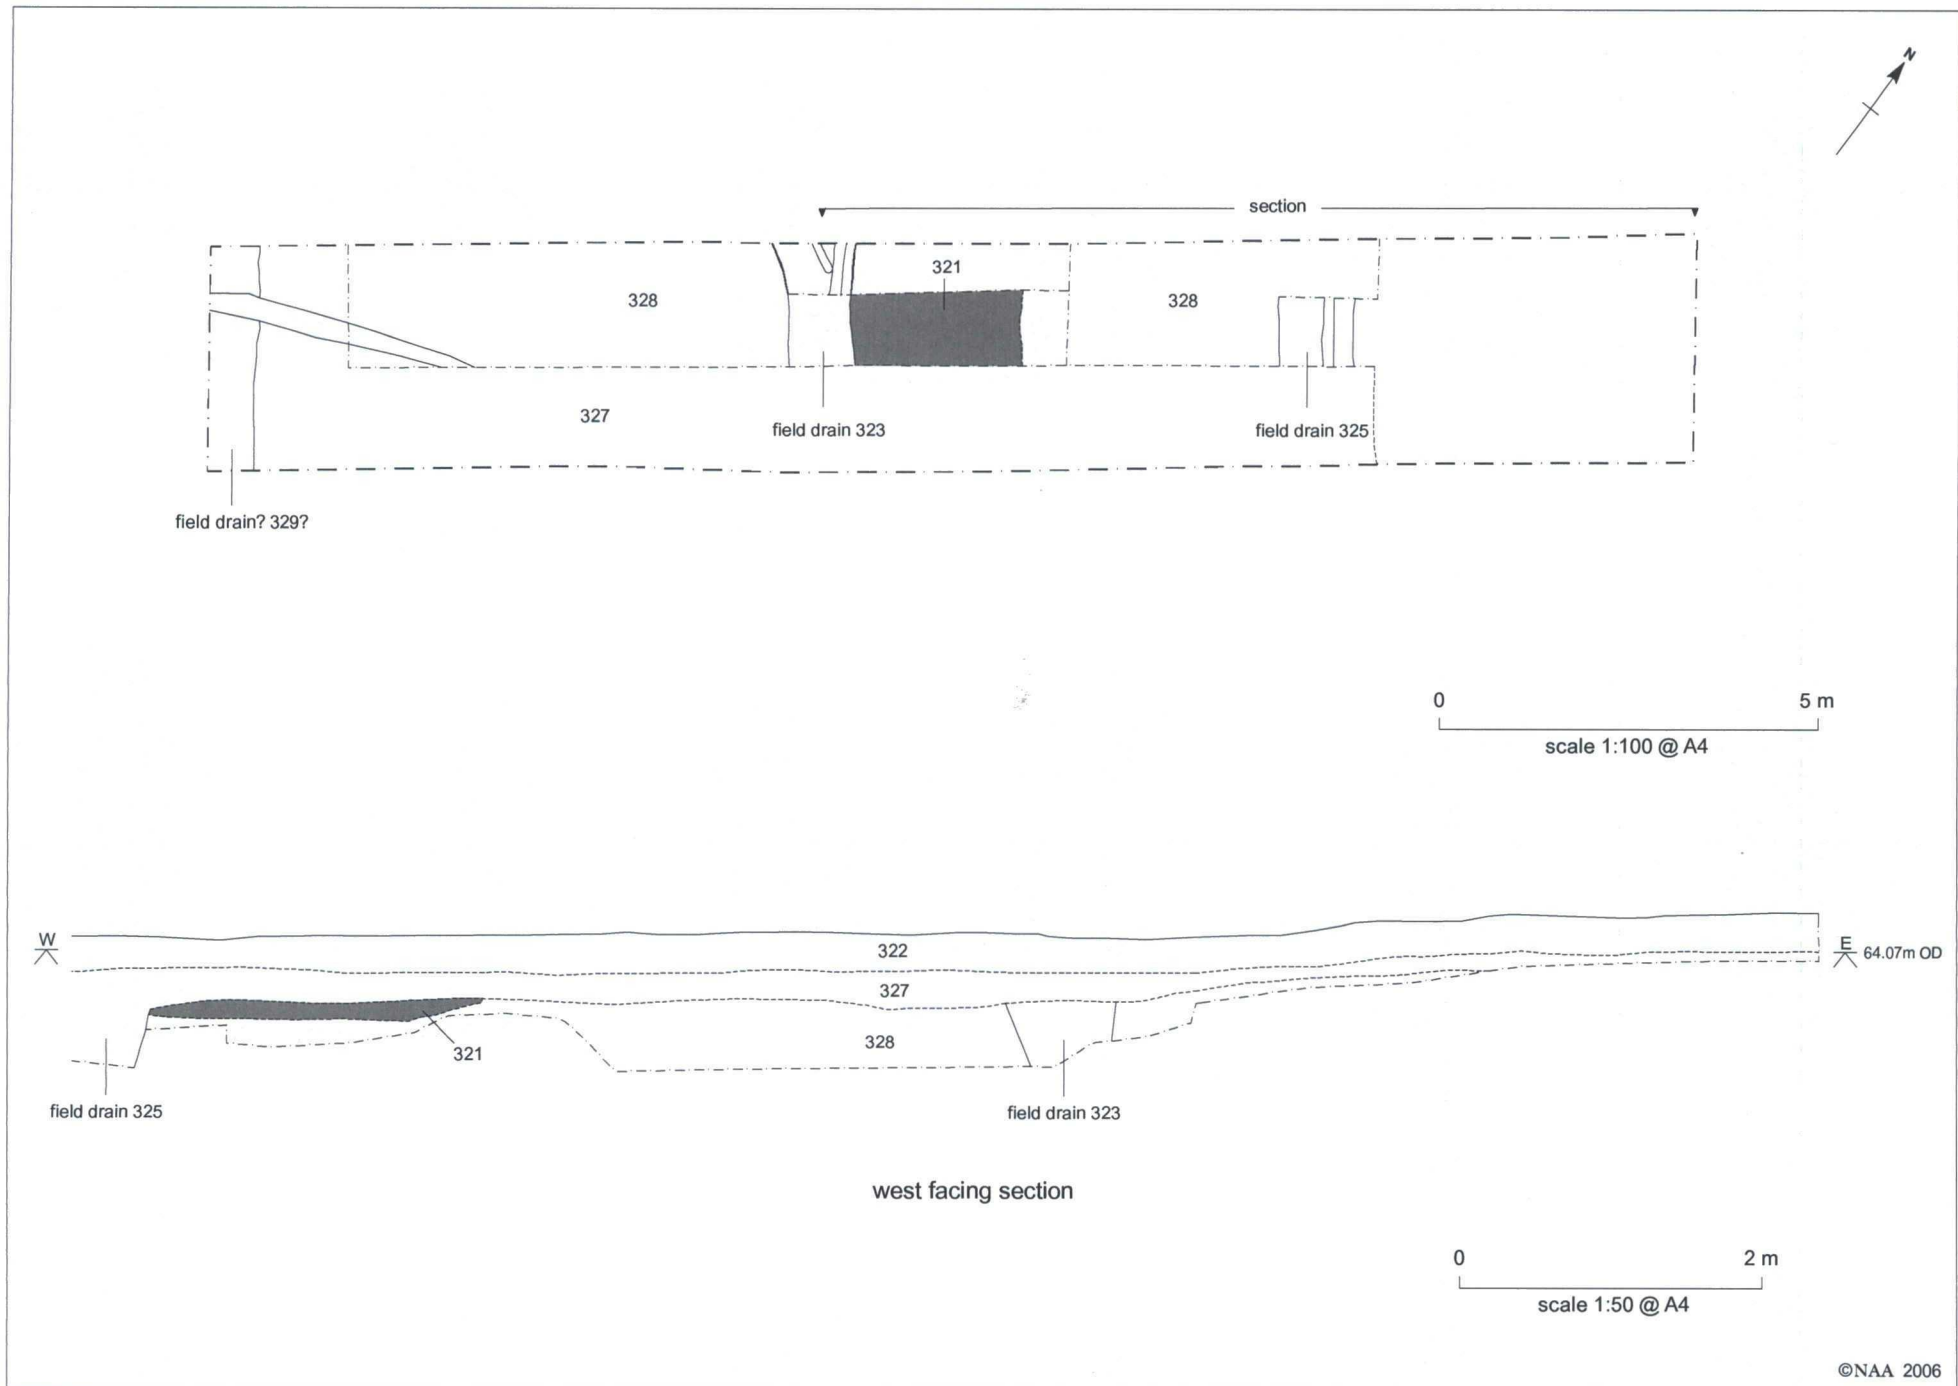 N
section
321
328
328
327
field drain 323
field drain 325
field drain? 329?
0 5 m
scale 1:100 @ A4
W
322
E
64.07m OD
327
321
328
field drain 325
field drain 323
west facing section
0 2 m
scale 1:50 @ A4
©NAA 2006